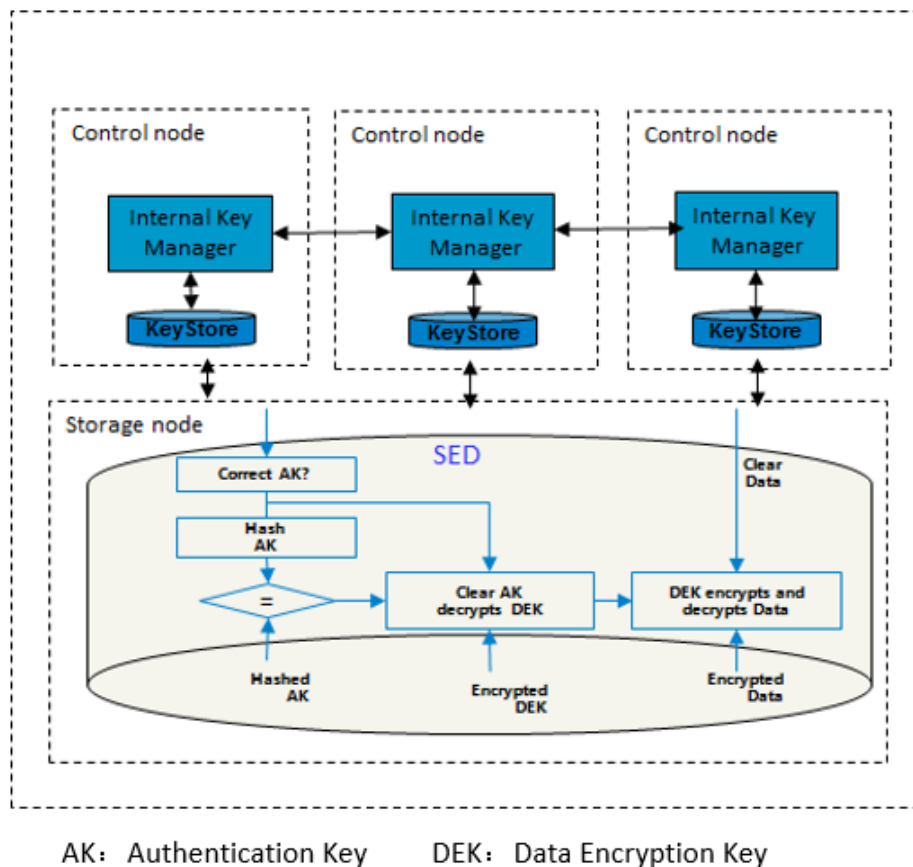 Control node
Control node
Control node
Internal Key
Manager
Internal Key
Manager
Internal Key
Manager
KeyStore
KeyStore
KeyStore
Storage node
SED
Correct AK?
Clear
Data
Hash
AK
=
Clear AK
decrypts DEK
DEK encrypts and
decrypts Data
Hashed
AK
Encrypted
DEK
Encrypted
Data
AK： Authentication Key DEK： Data Encryption Key